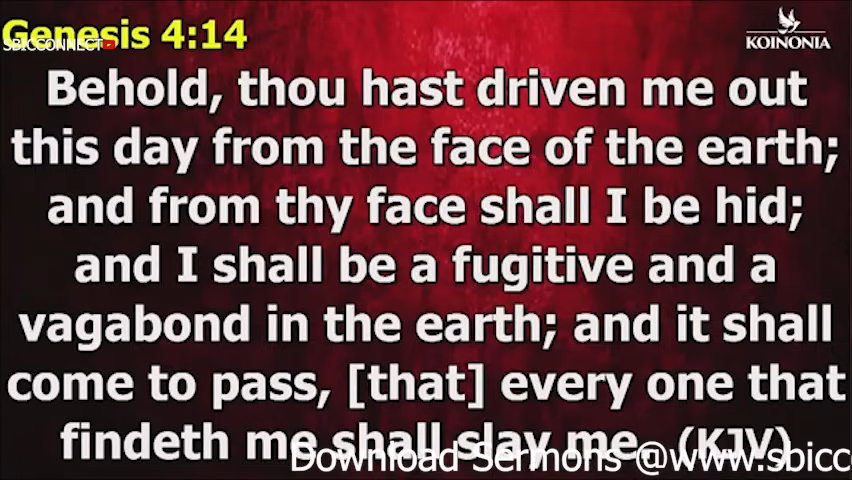 Genesis 4:14
SBICCONNECT
KOINONIA
Behold, thou hast driven me out
this day from the face of the earth;
and from thy face shall I be hid;
and I shall be a fugitive and a
vagabond in the earth; and it shall
come to pass, [that] every one that
findeth me shall slay me. (KJV)
Download Sermons @www.sbicc